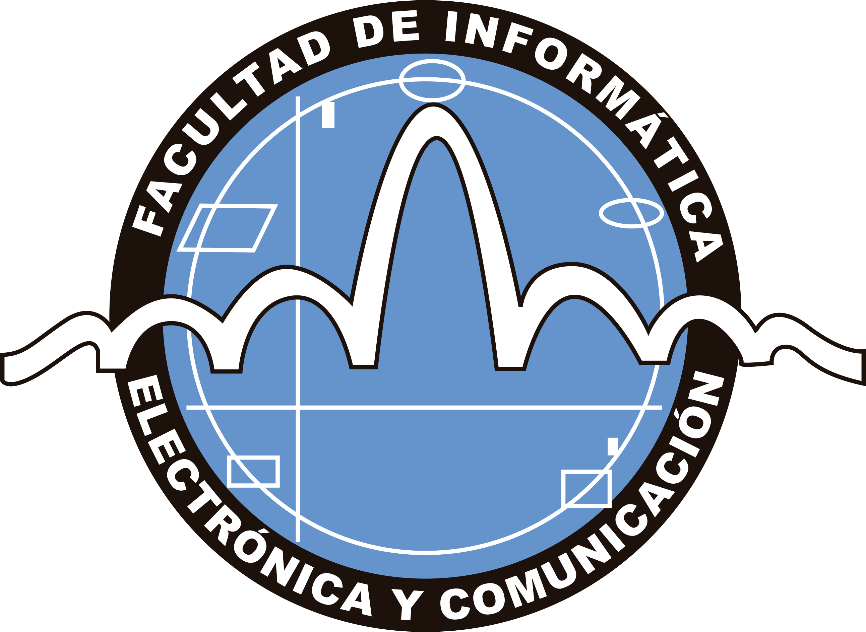 FACULTAD DE INFORMÁTICA
ELECTRÓNICA Y COMUNICACIÓN